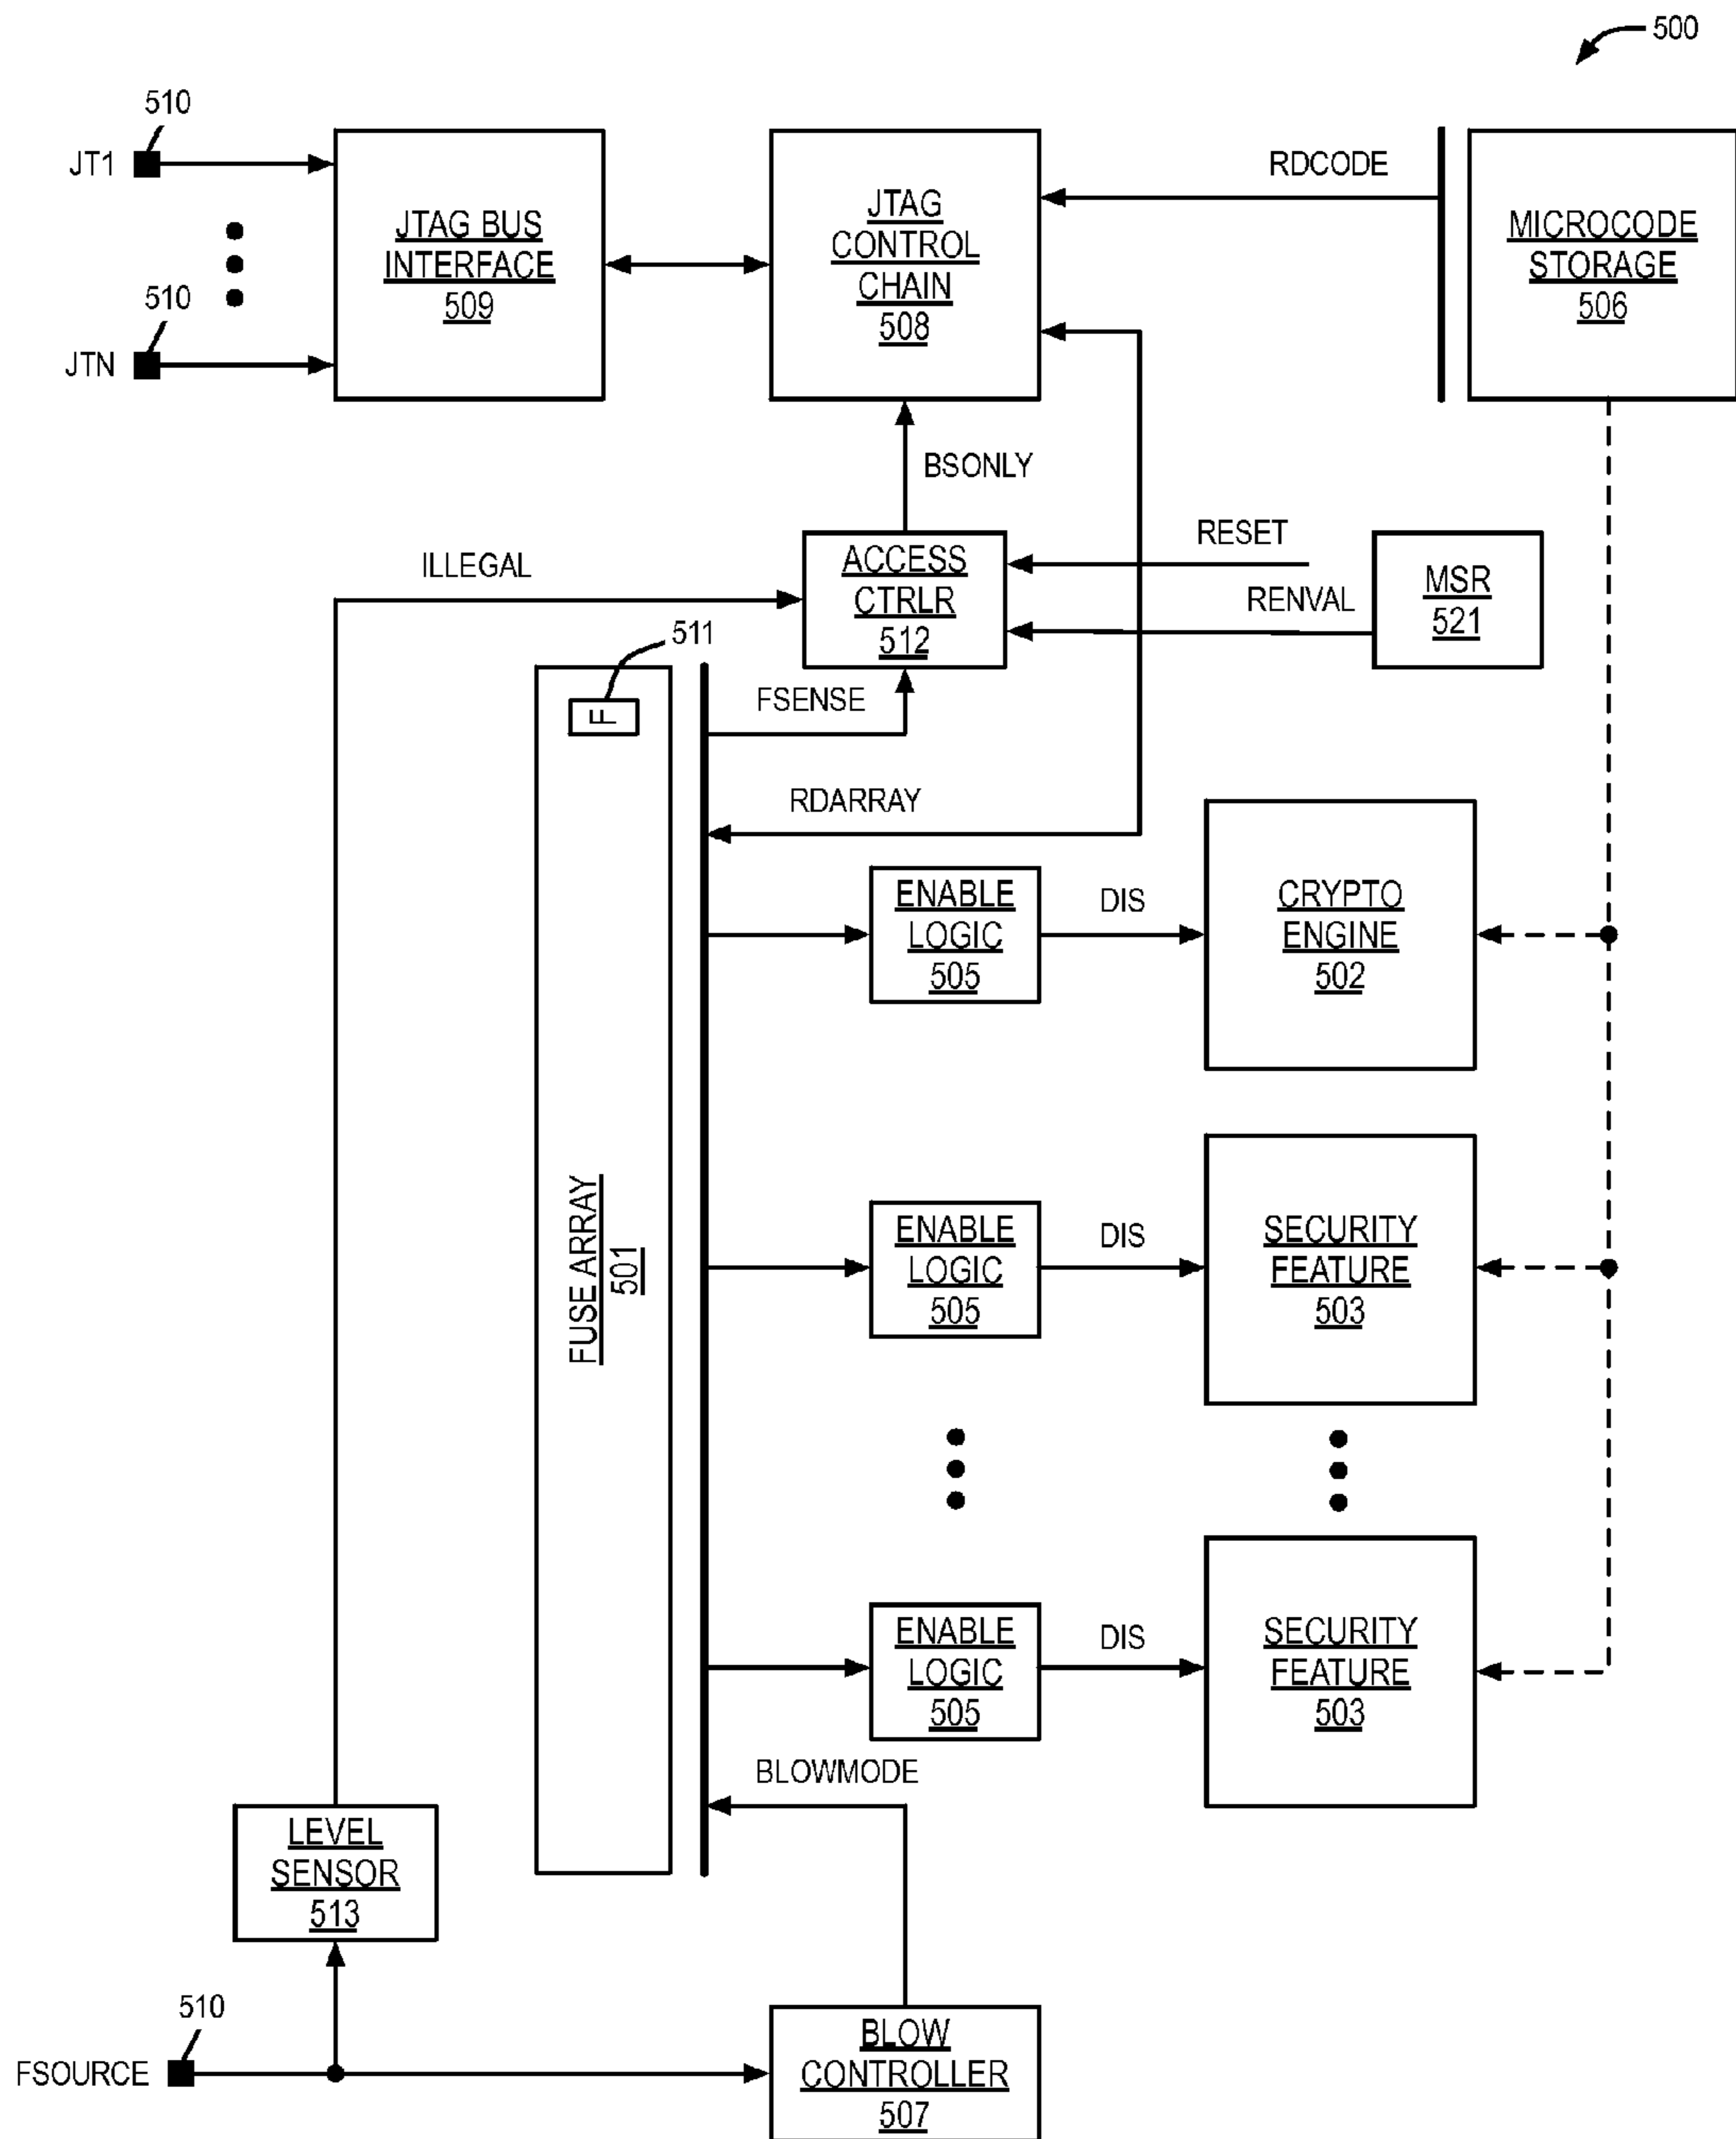 500
510
JT1
JTAG BUS
INTERFACE
509
JTAG
CONTROL
CHAIN
508
RDCODE
MICROCODE
STORAGE
506
510
JTN
BSONLY
ILLEGAL
ACCESS
CTRLR
512
RESET
RENVAL
MSR
521
511
F
FSENSE
RDARRAY
FUSE ARRAY
501
ENABLE
LOGIC
505
DIS
CRYPTO
ENGINE
502
ENABLE
LOGIC
505
DIS
SECURITY
FEATURE
503
ENABLE
LOGIC
505
DIS
SECURITY
FEATURE
503
BLOWMODE
LEVEL
SENSOR
513
510
FSOURCE
BLOW
CONTROLLER
507